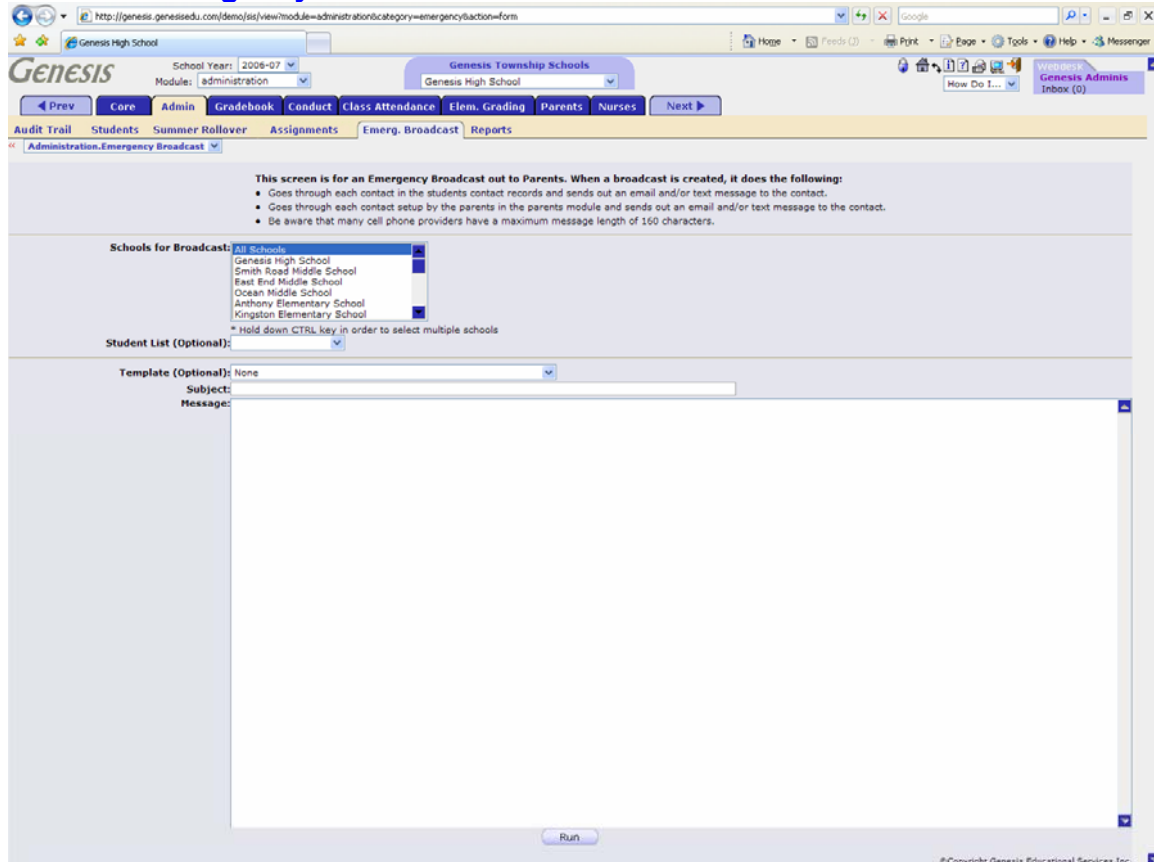 http://genesis.genesisedu.com/demo/sis/view?module=administration&category=emergency&action=form
Google
Genesis High School
Home Feeds (J) Print Page Tools Help Messenger
GENESIS
School Year: 2006-07
Module: administration
Genesis Township Schools
Genesis High School
How Do I...
Webdesk
Genesis Adminis
Inbox (0)
Prev Core Admin Gradebook Conduct Class Attendance Elem. Grading Parents Nurses Next
Audit Trail Students Summer Rollover Assignments Emerg. Broadcast Reports
« Administration.Emergency Broadcast
This screen is for an Emergency Broadcast out to Parents. When a broadcast is created, it does the following:
• Goes through each contact in the students contact records and sends out an email and/or text message to the contact.
• Goes through each contact setup by the parents in the parents module and sends out an email and/or text message to the contact.
• Be aware that many cell phone providers have a maximum message length of 160 characters.
Schools for Broadcast:
All Schools
Genesis High School
Smith Road Middle School
East End Middle School
Ocean Middle School
Anthony Elementary School
Kingston Elementary School
* Hold down CTRL key in order to select multiple schools
Student List (Optional):
Template (Optional): None
Subject:
Message:
Run
©Copyright Genesis Educational Services Inc.